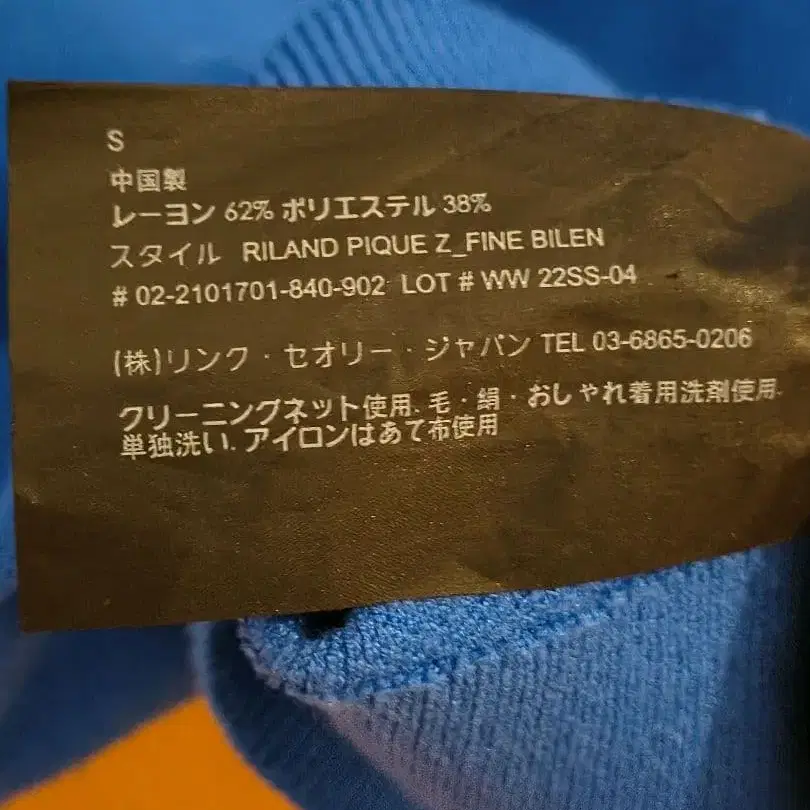 S
中国製
レーヨン 62% ポリエステル 38%
スタイル RILAND PIQUE Z_FINE BILEN
# 02-2101701-840-902 LOT # WW 22SS-04
(株)リンク・セオリー・ジャパン TEL 03-6865-0206
クリーニングネット使用. 毛・絹・おしゃれ着用洗剤使用.
単独洗い. アイロンはあて布使用